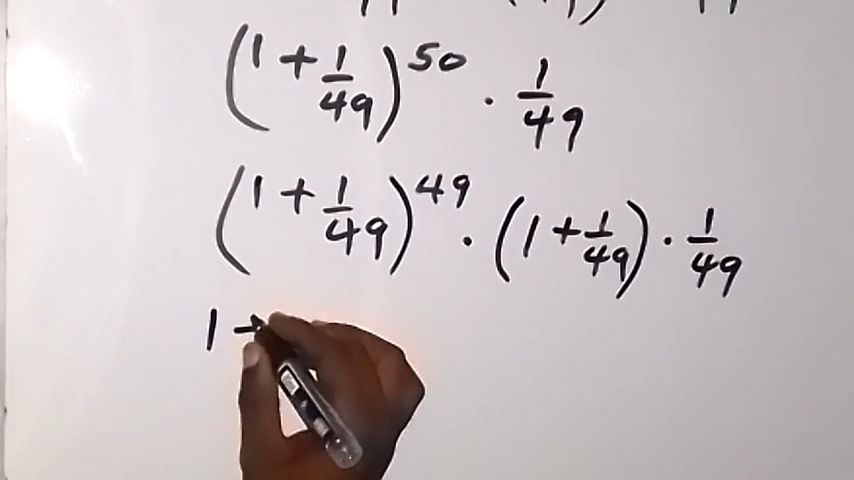 (1 + 1/49)^50 · 1/49
(1 + 1/49)^49 · (1 + 1/49) · 1/49
1 +